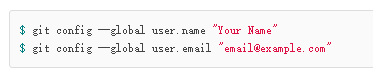 $ git config --global user.name "Your Name"
$ git config --global user.email "email@example.com"